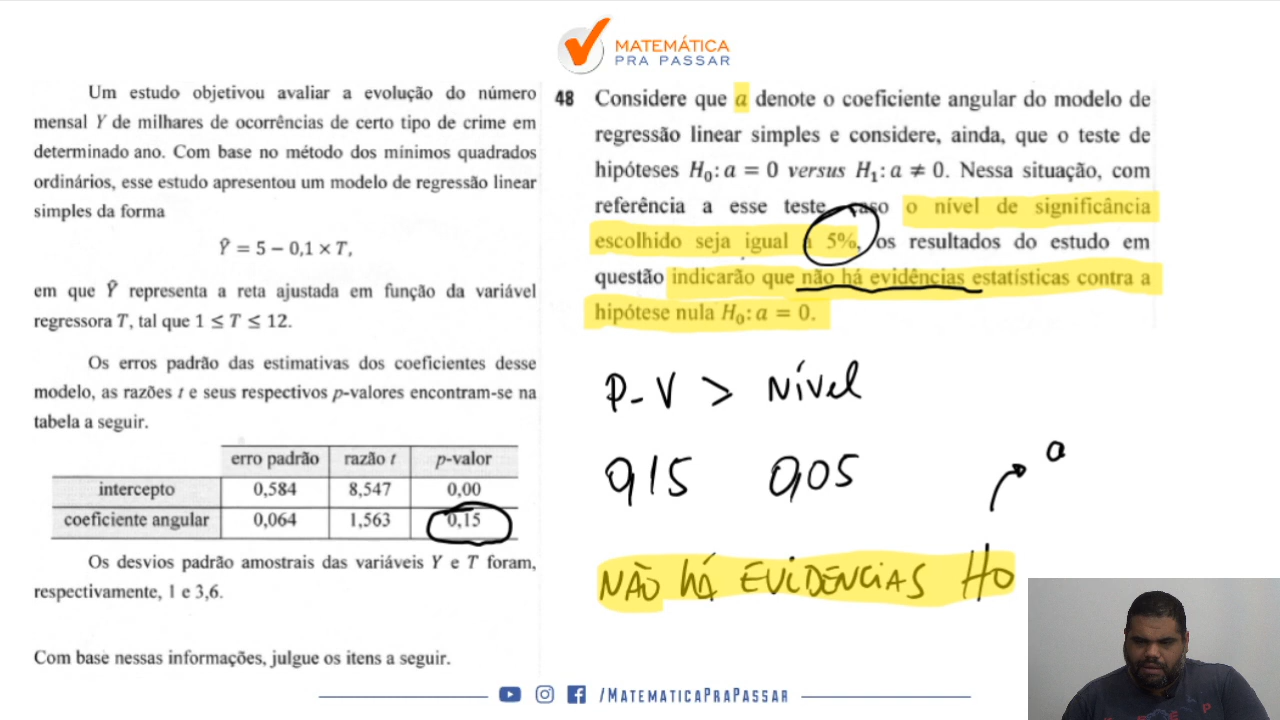 MATEMÁTICA
PRA PASSAR
Um estudo objetivou avaliar a evolução do número
mensal Y de milhares de ocorrências de certo tipo de crime em
determinado ano. Com base no método dos mínimos quadrados
ordinários, esse estudo apresentou um modelo de regressão linear
simples da forma
Ŷ = 5 − 0,1 × T,
em que Ŷ representa a reta ajustada em função da variável
regressora T, tal que 1 ≤ T ≤ 12.
Os erros padrão das estimativas dos coeficientes desse
modelo, as razões t e seus respectivos p-valores encontram-se na
tabela a seguir.
erro padrão razão t p-valor
intercepto 0,584 8,547 0,00
coeficiente angular 0,064 1,563 0,15
Os desvios padrão amostrais das variáveis Y e T foram,
respectivamente, 1 e 3,6.
Com base nessas informações, julgue os itens a seguir.
48 Considere que a denote o coeficiente angular do modelo de
regressão linear simples e considere, ainda, que o teste de
hipóteses H₀: a = 0 versus H₁: a ≠ 0. Nessa situação, com
referência a esse teste, caso o nível de significância
escolhido seja igual a 5%, os resultados do estudo em
questão indicarão que não há evidências estatísticas contra a
hipótese nula H₀: a = 0.
P-V > Nível
0,15 0,05
a
NÃO há EViDENCiAS H0
/MATEMATICAPRAPASSAR